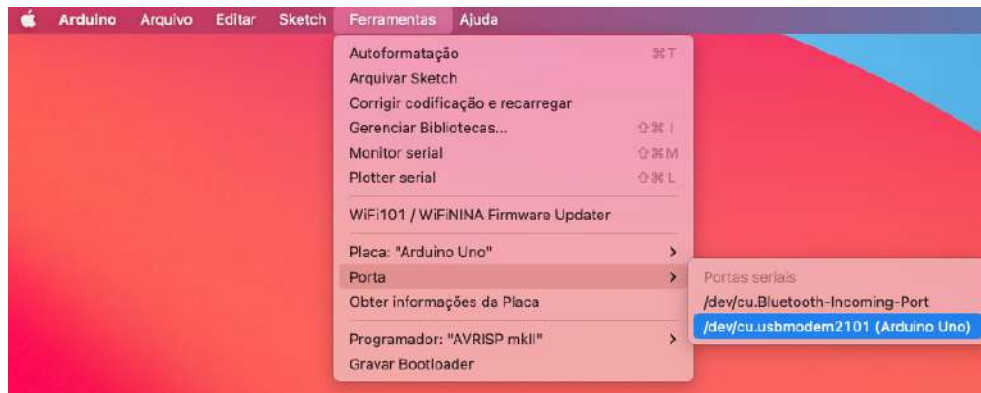 Arduino Arquivo Editar Sketch Ferramentas Ajuda
Autoformatação ⌘T
Arquivar Sketch
Corrigir codificação e recarregar
Gerenciar Bibliotecas... ⇧⌘I
Monitor serial ⇧⌘M
Plotter serial ⇧⌘L
WiFi101 / WiFiNINA Firmware Updater
Placa: "Arduino Uno" >
Porta >
Portas seriais
Obter informações da Placa
/dev/cu.Bluetooth-Incoming-Port
/dev/cu.usbmodem2101 (Arduino Uno)
Programador: "AVRISP mkII" >
Gravar Bootloader